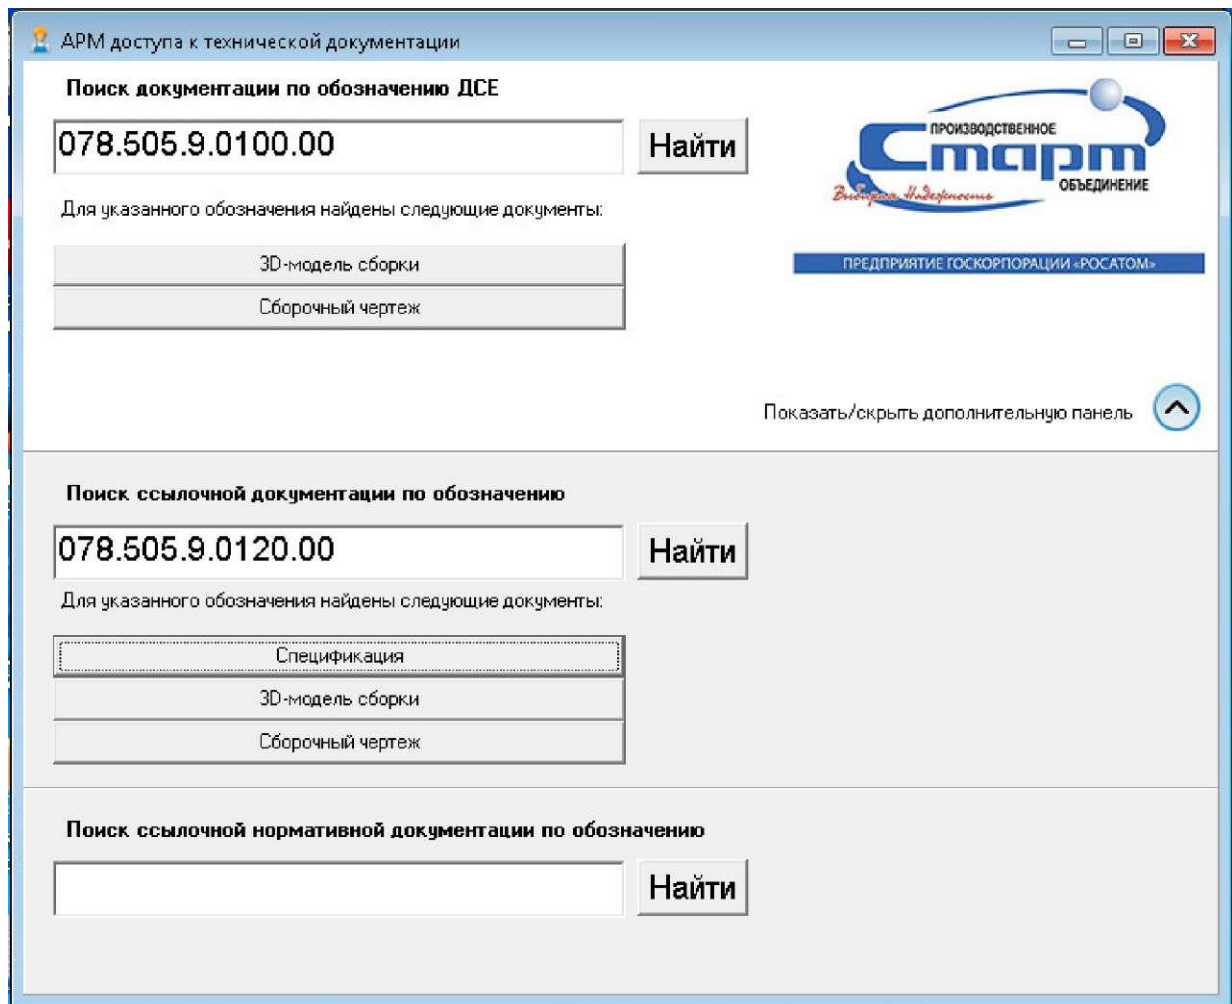 АРМ доступа к технической документации
Поиск документации по обозначению ДСЕ
078.505.9.0100.00
Найти
ПРОИЗВОДСТВЕННОЕ
Старт
ОБЪЕДИНЕНИЕ
Выбирая Надежность
Для указанного обозначения найдены следующие документы:
3D-модель сборки
ПРЕДПРИЯТИЕ ГОСКОРПОРАЦИИ «РОСАТОМ»
Сборочный чертеж
Показать/скрыть дополнительную панель
Поиск ссылочной документации по обозначению
078.505.9.0120.00
Найти
Для указанного обозначения найдены следующие документы:
Спецификация
3D-модель сборки
Сборочный чертеж
Поиск ссылочной нормативной документации по обозначению
Найти